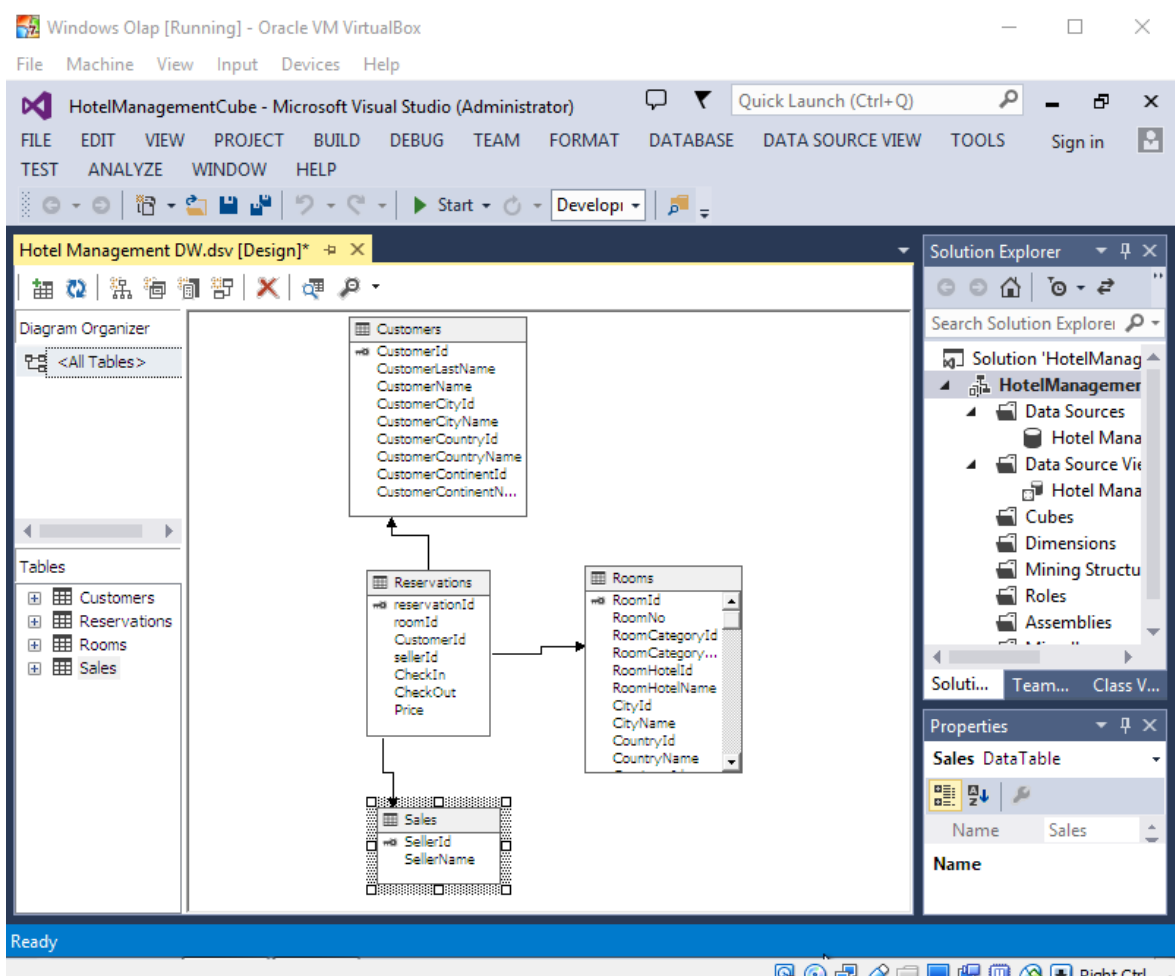 Windows Olap [Running] - Oracle VM VirtualBox
File Machine View Input Devices Help
HotelManagementCube - Microsoft Visual Studio (Administrator)
Quick Launch (Ctrl+Q)
FILE EDIT VIEW PROJECT BUILD DEBUG TEAM FORMAT DATABASE DATA SOURCE VIEW TOOLS Sign in
TEST ANALYZE WINDOW HELP
Start Develop
Hotel Management DW.dsv [Design]*
Diagram Organizer
<All Tables>
Tables
Customers
Reservations
Rooms
Sales
Customers
CustomerId
CustomerLastName
CustomerName
CustomerCityId
CustomerCityName
CustomerCountryId
CustomerCountryName
CustomerContinentId
CustomerContinentN...
Reservations
reservationId
roomId
CustomerId
sellerId
CheckIn
CheckOut
Price
Rooms
RoomId
RoomNo
RoomCategoryId
RoomCategory...
RoomHotelId
RoomHotelName
CityId
CityName
CountryId
CountryName
Sales
SellerId
SellerName
Solution Explorer
Search Solution Explorer
Solution 'HotelManag
HotelManagemen
Data Sources
Hotel Mana
Data Source Vie
Hotel Mana
Cubes
Dimensions
Mining Structu
Roles
Assemblies
Soluti... Team... Class V...
Properties
Sales DataTable
Name Sales
Name
Ready
Right Ctrl